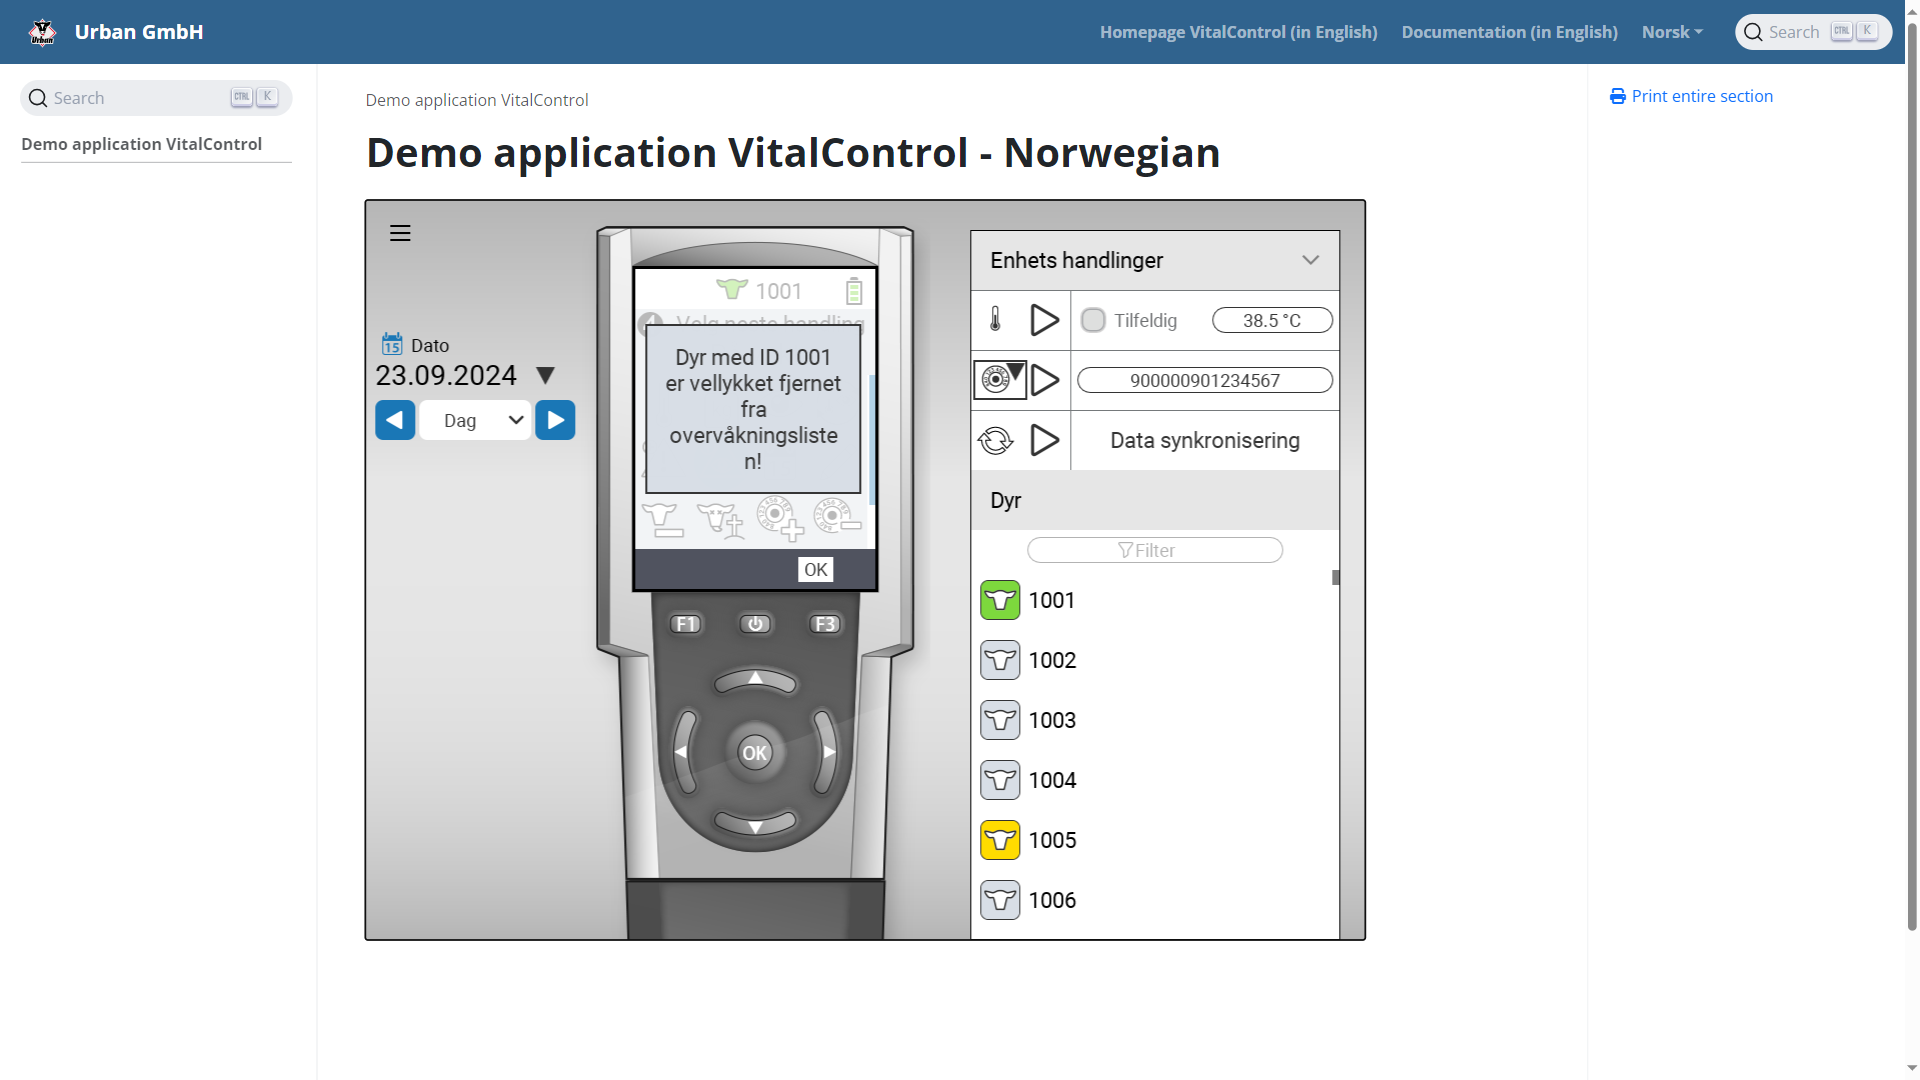 Urban GmbH
Homepage VitalControl (in English)
Documentation (in English)
Norsk
Search CTRL K
Search CTRL K
Demo application VitalControl
Demo application VitalControl
Print entire section
Demo application VitalControl - Norwegian
15 Dato
23.09.2024
Dag
1001
Velg neste handling
Dyr med ID 1001
er vellykket fjernet
fra
overvåkningsliste
n!
OK
F1
F3
OK
Enhets handlinger
Tilfeldig
38.5 °C
900000901234567
Data synkronisering
Dyr
Filter
1001
1002
1003
1004
1005
1006